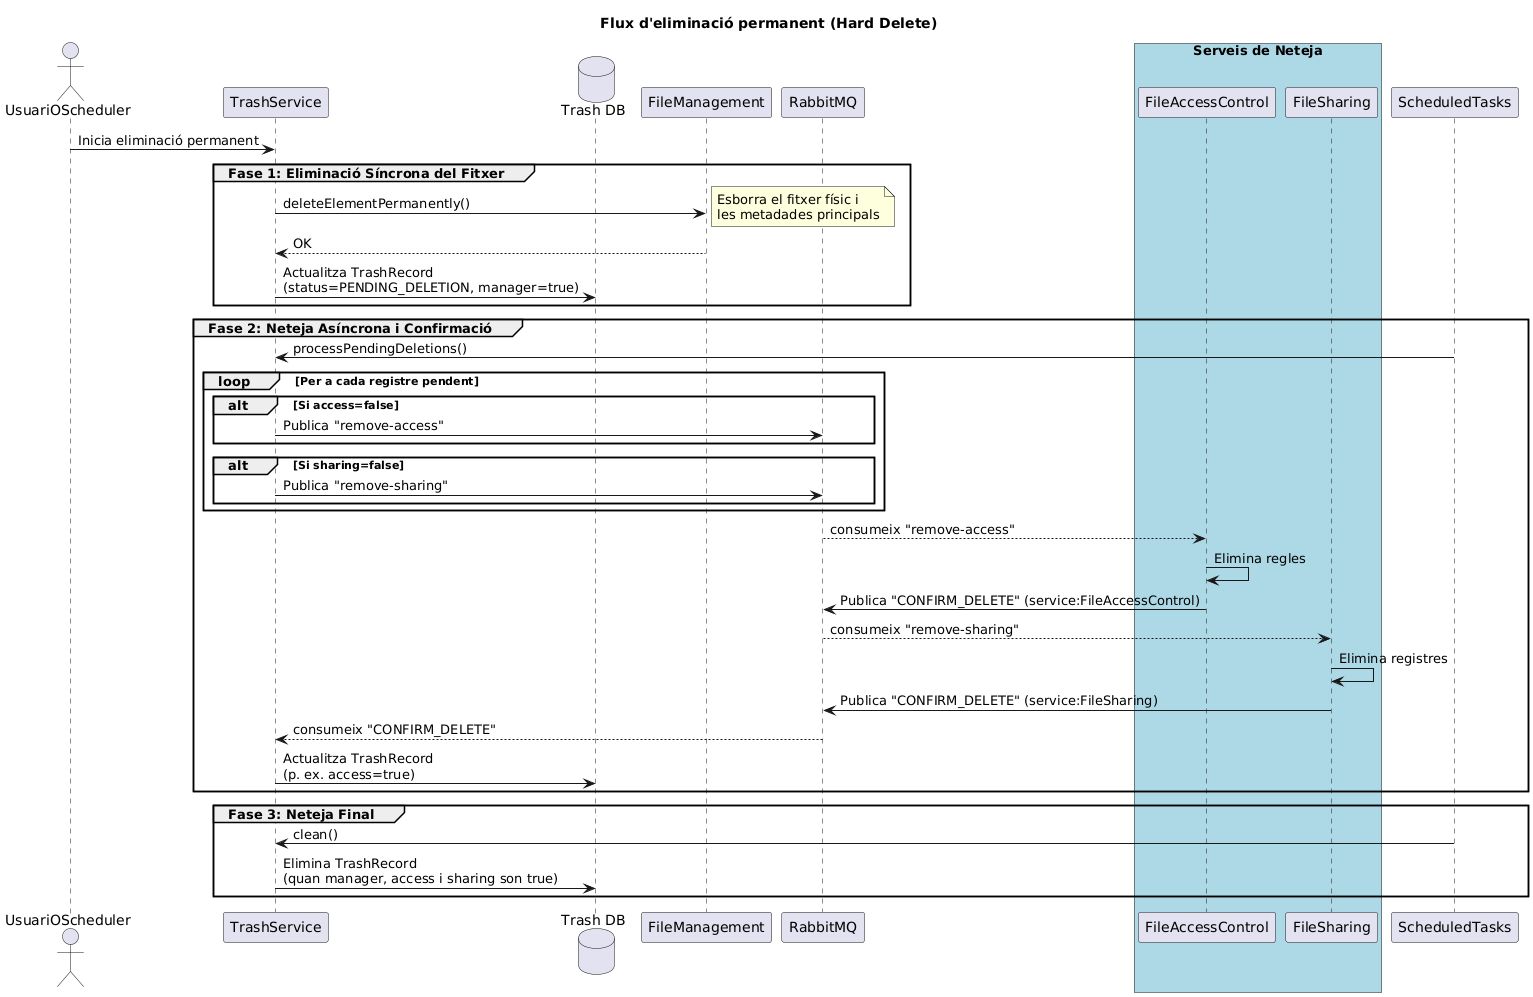 Flux d'eliminació permanent (Hard Delete)
Serveis de Neteja
UsuariOScheduler
TrashService
Trash DB
FileManagement
RabbitMQ
FileAccessControl
FileSharing
ScheduledTasks
Inicia eliminació permanent
Fase 1: Eliminació Síncrona del Fitxer
deleteElementPermanently()
Esborra el fitxer físic i
les metadades principals
OK
Actualitza TrashRecord
(status=PENDING_DELETION, manager=true)
Fase 2: Neteja Asíncrona i Confirmació
processPendingDeletions()
loop [Per a cada registre pendent]
alt [Si access=false]
Publica "remove-access"
alt [Si sharing=false]
Publica "remove-sharing"
consumeix "remove-access"
Elimina regles
Publica "CONFIRM_DELETE" (service:FileAccessControl)
consumeix "remove-sharing"
Elimina registres
Publica "CONFIRM_DELETE" (service:FileSharing)
consumeix "CONFIRM_DELETE"
Actualitza TrashRecord
(p. ex. access=true)
Fase 3: Neteja Final
clean()
Elimina TrashRecord
(quan manager, access i sharing son true)
UsuariOScheduler
TrashService
Trash DB
FileManagement
RabbitMQ
FileAccessControl
FileSharing
ScheduledTasks